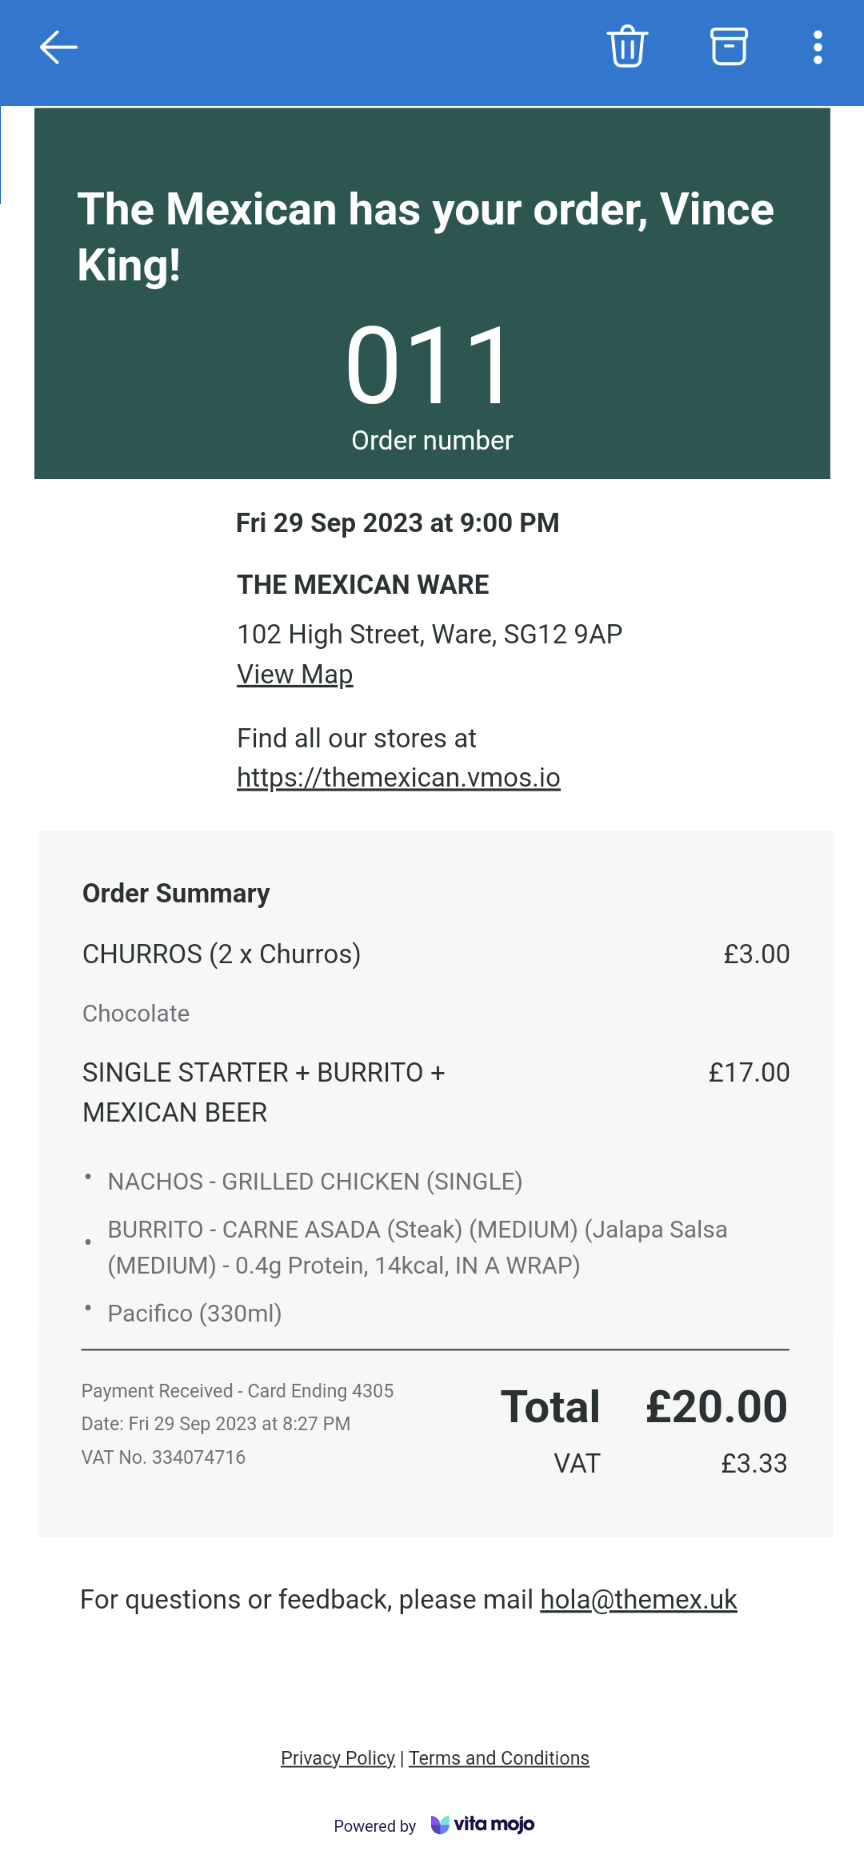 The Mexican has your order, Vince
King!
011
Order number
Fri 29 Sep 2023 at 9:00 PM
THE MEXICAN WARE
102 High Street, Ware, SG12 9AP
View Map
Find all our stores at
https://themexican.vmos.io
Order Summary
CHURROS (2 x Churros) £3.00
Chocolate
SINGLE STARTER + BURRITO + £17.00
MEXICAN BEER
• NACHOS - GRILLED CHICKEN (SINGLE)
• BURRITO - CARNE ASADA (Steak) (MEDIUM) (Jalapa Salsa
(MEDIUM) - 0.4g Protein, 14kcal, IN A WRAP)
• Pacifico (330ml)
Payment Received - Card Ending 4305
Date: Fri 29 Sep 2023 at 8:27 PM
VAT No. 334074716
Total £20.00
VAT £3.33
For questions or feedback, please mail hola@themex.uk
Privacy Policy | Terms and Conditions
Powered by vita mojo